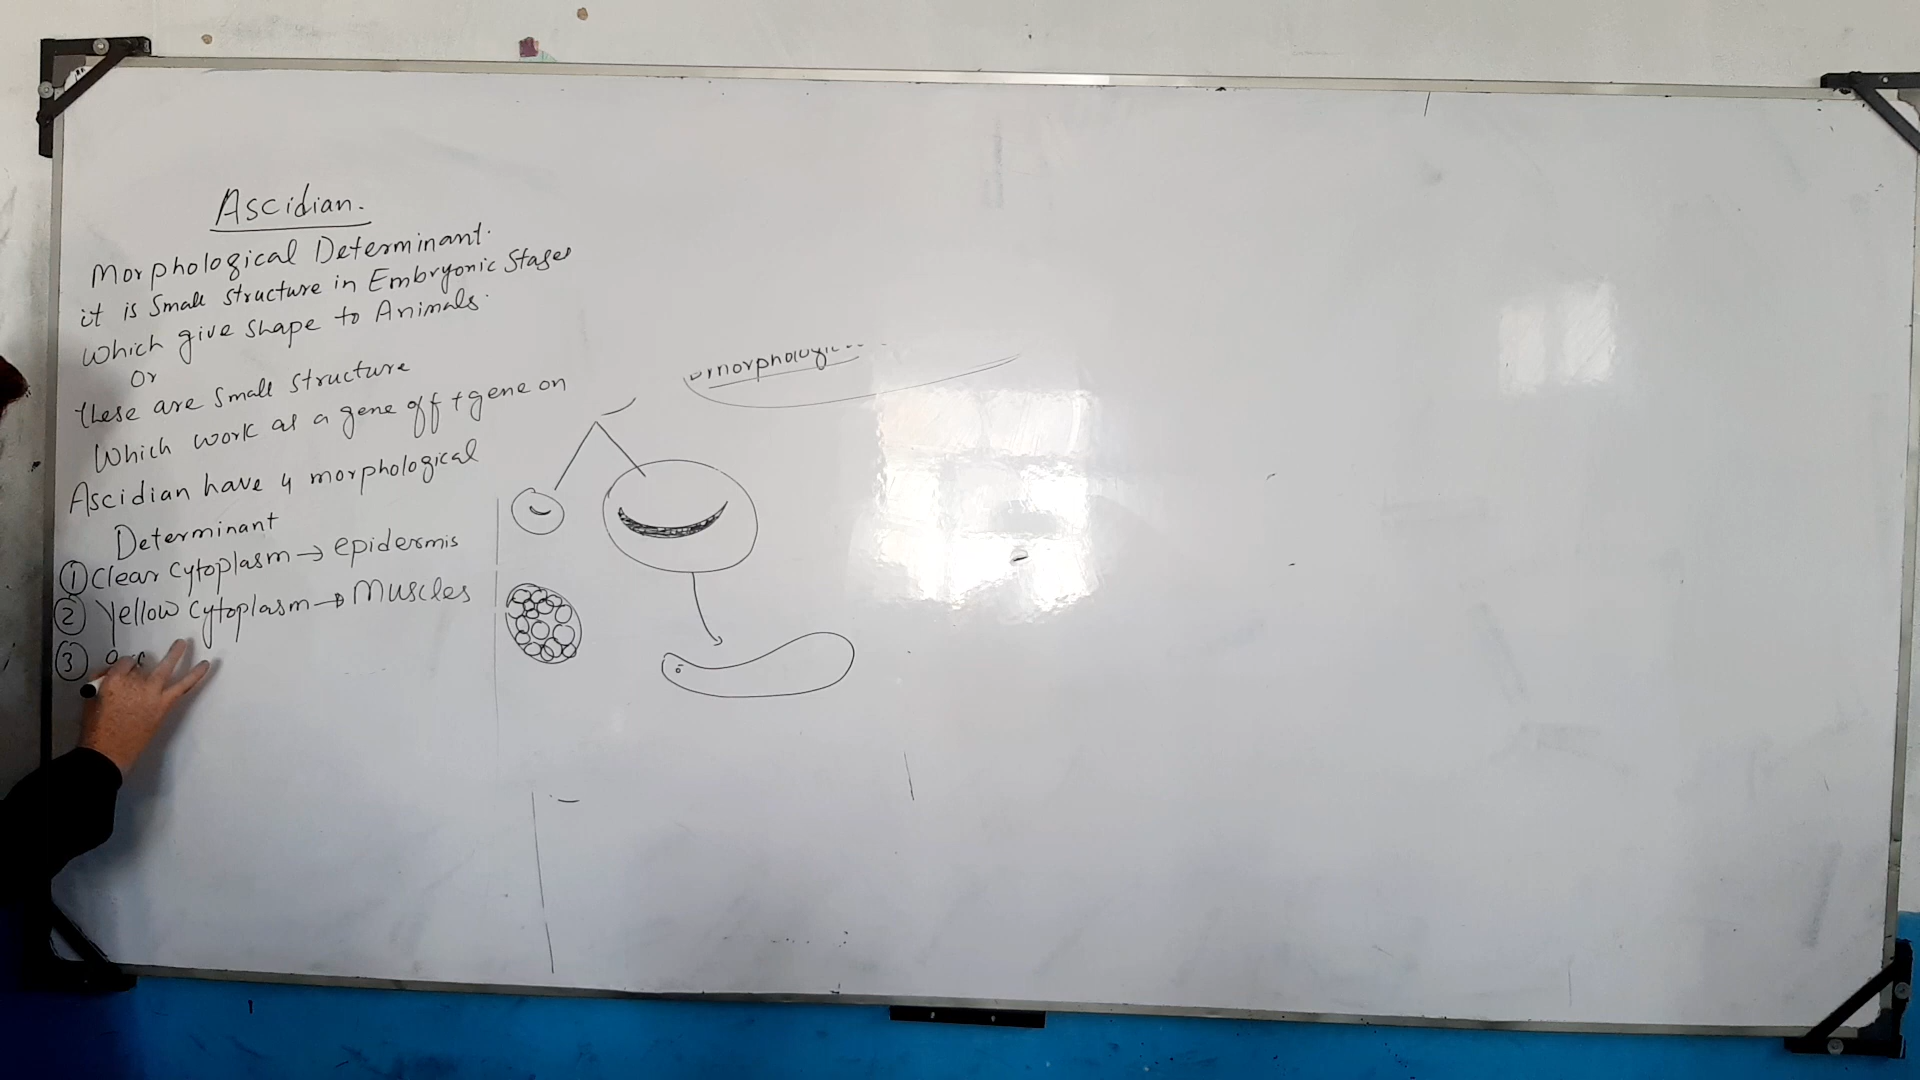 Ascidian.
Morphological Determinant.
it is Small Structure in Embryonic Stages
Which give Shape to Animals.
Or
these are Small Structure
Which work as a gene off + gene on
Ascidian have 4 morphological
Determinant
① Clear Cytoplasm → epidermis
② Yellow Cytoplasm → Muscles
③